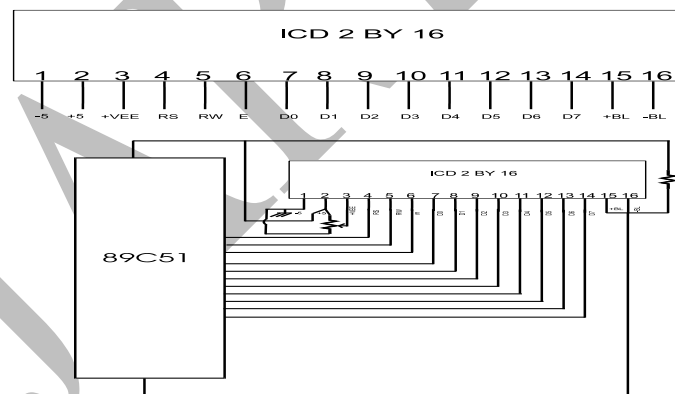 ICD 2 BY 16
1 2 3 4 5 6 7 8 9 10 11 12 13 14 15 16
-5 +5 +VEE RS RW E D0 D1 D2 D3 D4 D5 D6 D7 +BL -BL
ICD 2 BY 16
1 2 3 4 5 6 7 8 9 10 11 12 13 14 15 16
89C51